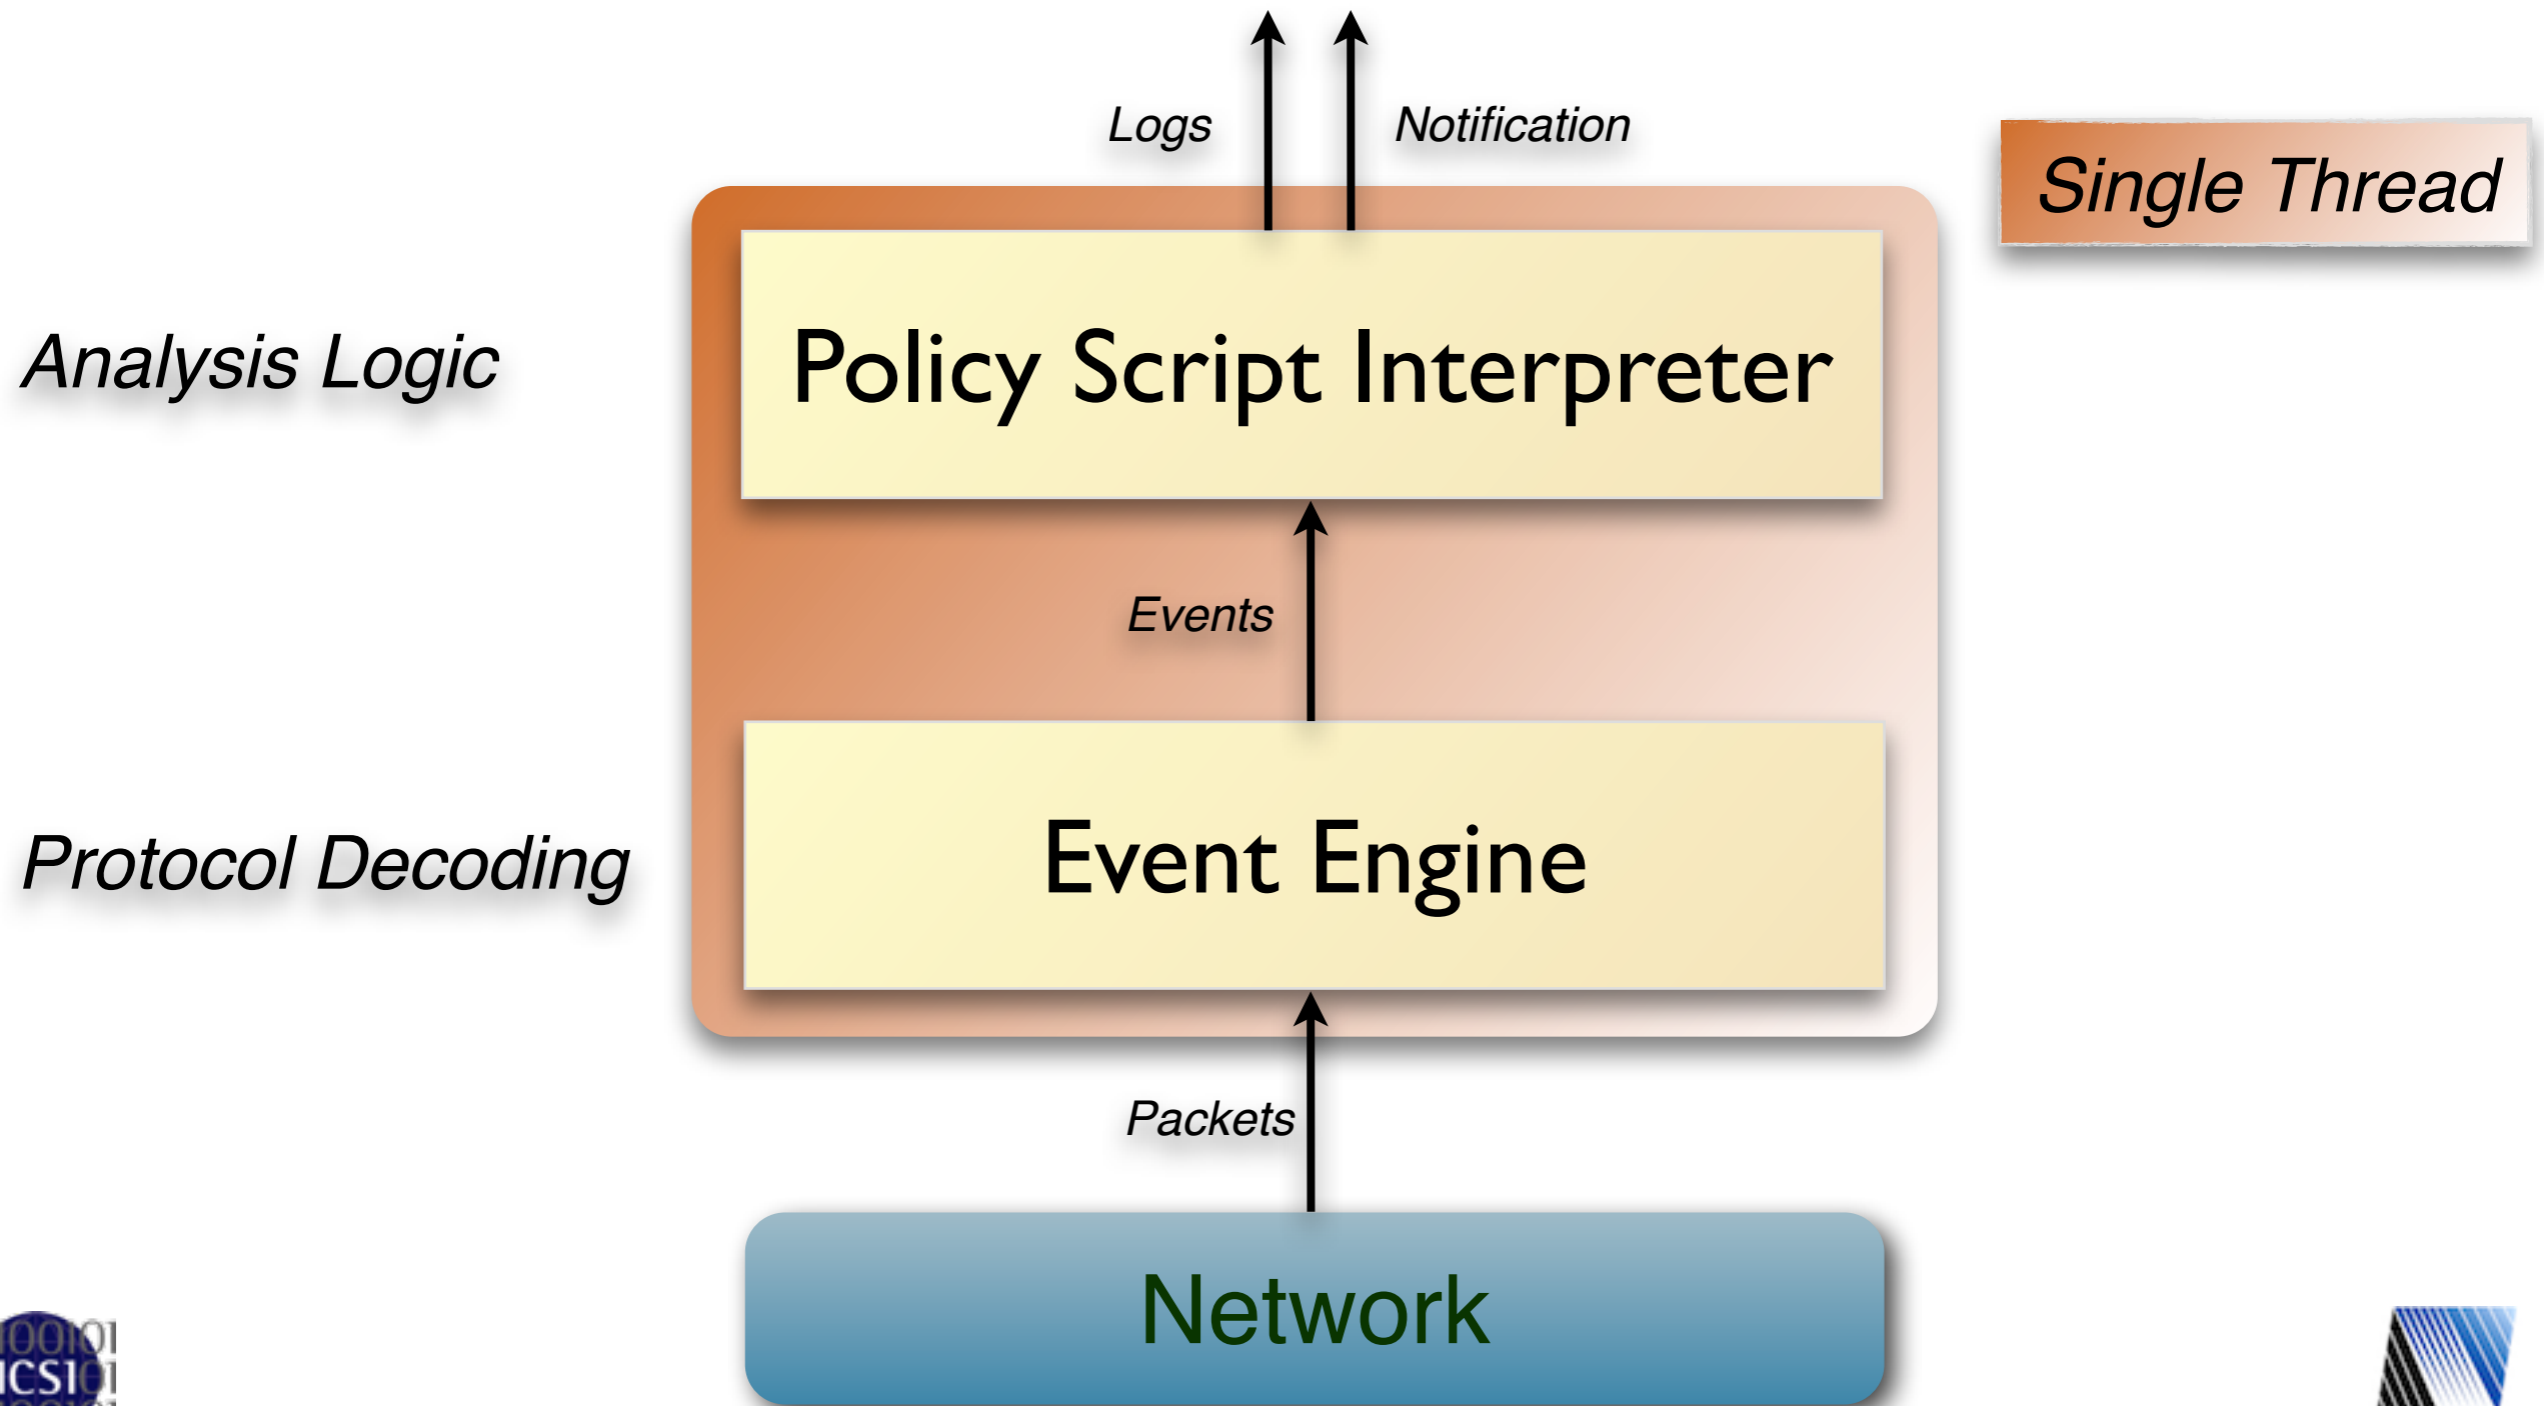 Logs
Notification
Single Thread
Policy Script Interpreter
Analysis Logic
Events
Event Engine
Protocol Decoding
Packets
Network
ICSI